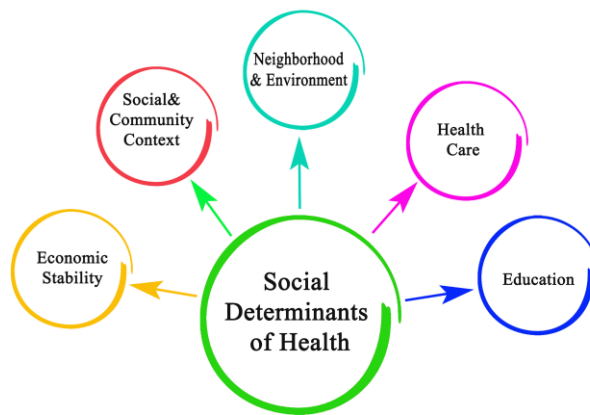 Neighborhood
& Environment
Social&
Community
Context
Health
Care
Economic
Stability
Education
Social
Determinants
of Health